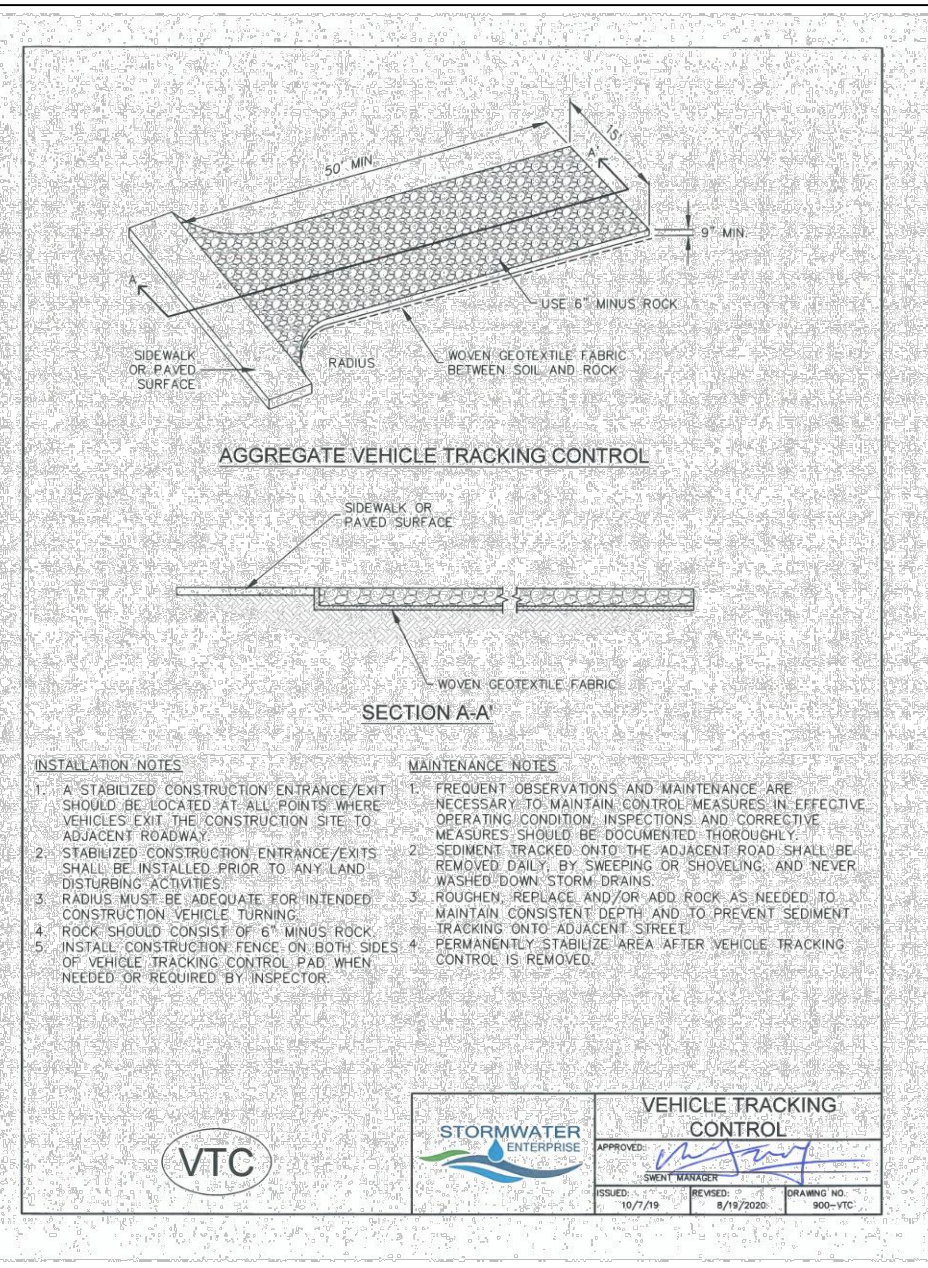 50' MIN.
15'
A'
9" MIN.
A
USE 6" MINUS ROCK
SIDEWALK
OR PAVED
SURFACE
RADIUS
WOVEN GEOTEXTILE FABRIC
BETWEEN SOIL AND ROCK
AGGREGATE VEHICLE TRACKING CONTROL
SIDEWALK OR
PAVED SURFACE
WOVEN GEOTEXTILE FABRIC
SECTION A-A'
INSTALLATION NOTES
1. A STABILIZED CONSTRUCTION ENTRANCE/EXIT
SHOULD BE LOCATED AT ALL POINTS WHERE
VEHICLES EXIT THE CONSTRUCTION SITE TO
ADJACENT ROADWAY.
2. STABILIZED CONSTRUCTION ENTRANCE/EXITS
SHALL BE INSTALLED PRIOR TO ANY LAND
DISTURBING ACTIVITIES.
3. RADIUS MUST BE ADEQUATE FOR INTENDED
CONSTRUCTION VEHICLE TURNING.
4. ROCK SHOULD CONSIST OF 6" MINUS ROCK.
5. INSTALL CONSTRUCTION FENCE ON BOTH SIDES
OF VEHICLE TRACKING CONTROL PAD WHEN
NEEDED OR REQUIRED BY INSPECTOR.
MAINTENANCE NOTES
1. FREQUENT OBSERVATIONS AND MAINTENANCE ARE
NECESSARY TO MAINTAIN CONTROL MEASURES IN EFFECTIVE
OPERATING CONDITION. INSPECTIONS AND CORRECTIVE
MEASURES SHOULD BE DOCUMENTED THOROUGHLY.
2. SEDIMENT TRACKED ONTO THE ADJACENT ROAD SHALL BE
REMOVED DAILY, BY SWEEPING OR SHOVELING, AND NEVER
WASHED DOWN STORM DRAINS.
3. ROUGHEN, REPLACE AND/OR ADD ROCK AS NEEDED TO
MAINTAIN CONSISTENT DEPTH AND TO PREVENT SEDIMENT
TRACKING ONTO ADJACENT STREET.
4. PERMANENTLY STABILIZE AREA AFTER VEHICLE TRACKING
CONTROL IS REMOVED.
VTC
STORMWATER
ENTERPRISE
VEHICLE TRACKING
CONTROL
APPROVED:
SWENT MANAGER
ISSUED:
10/7/19
REVISED:
8/19/2020
DRAWING NO.
900-VTC